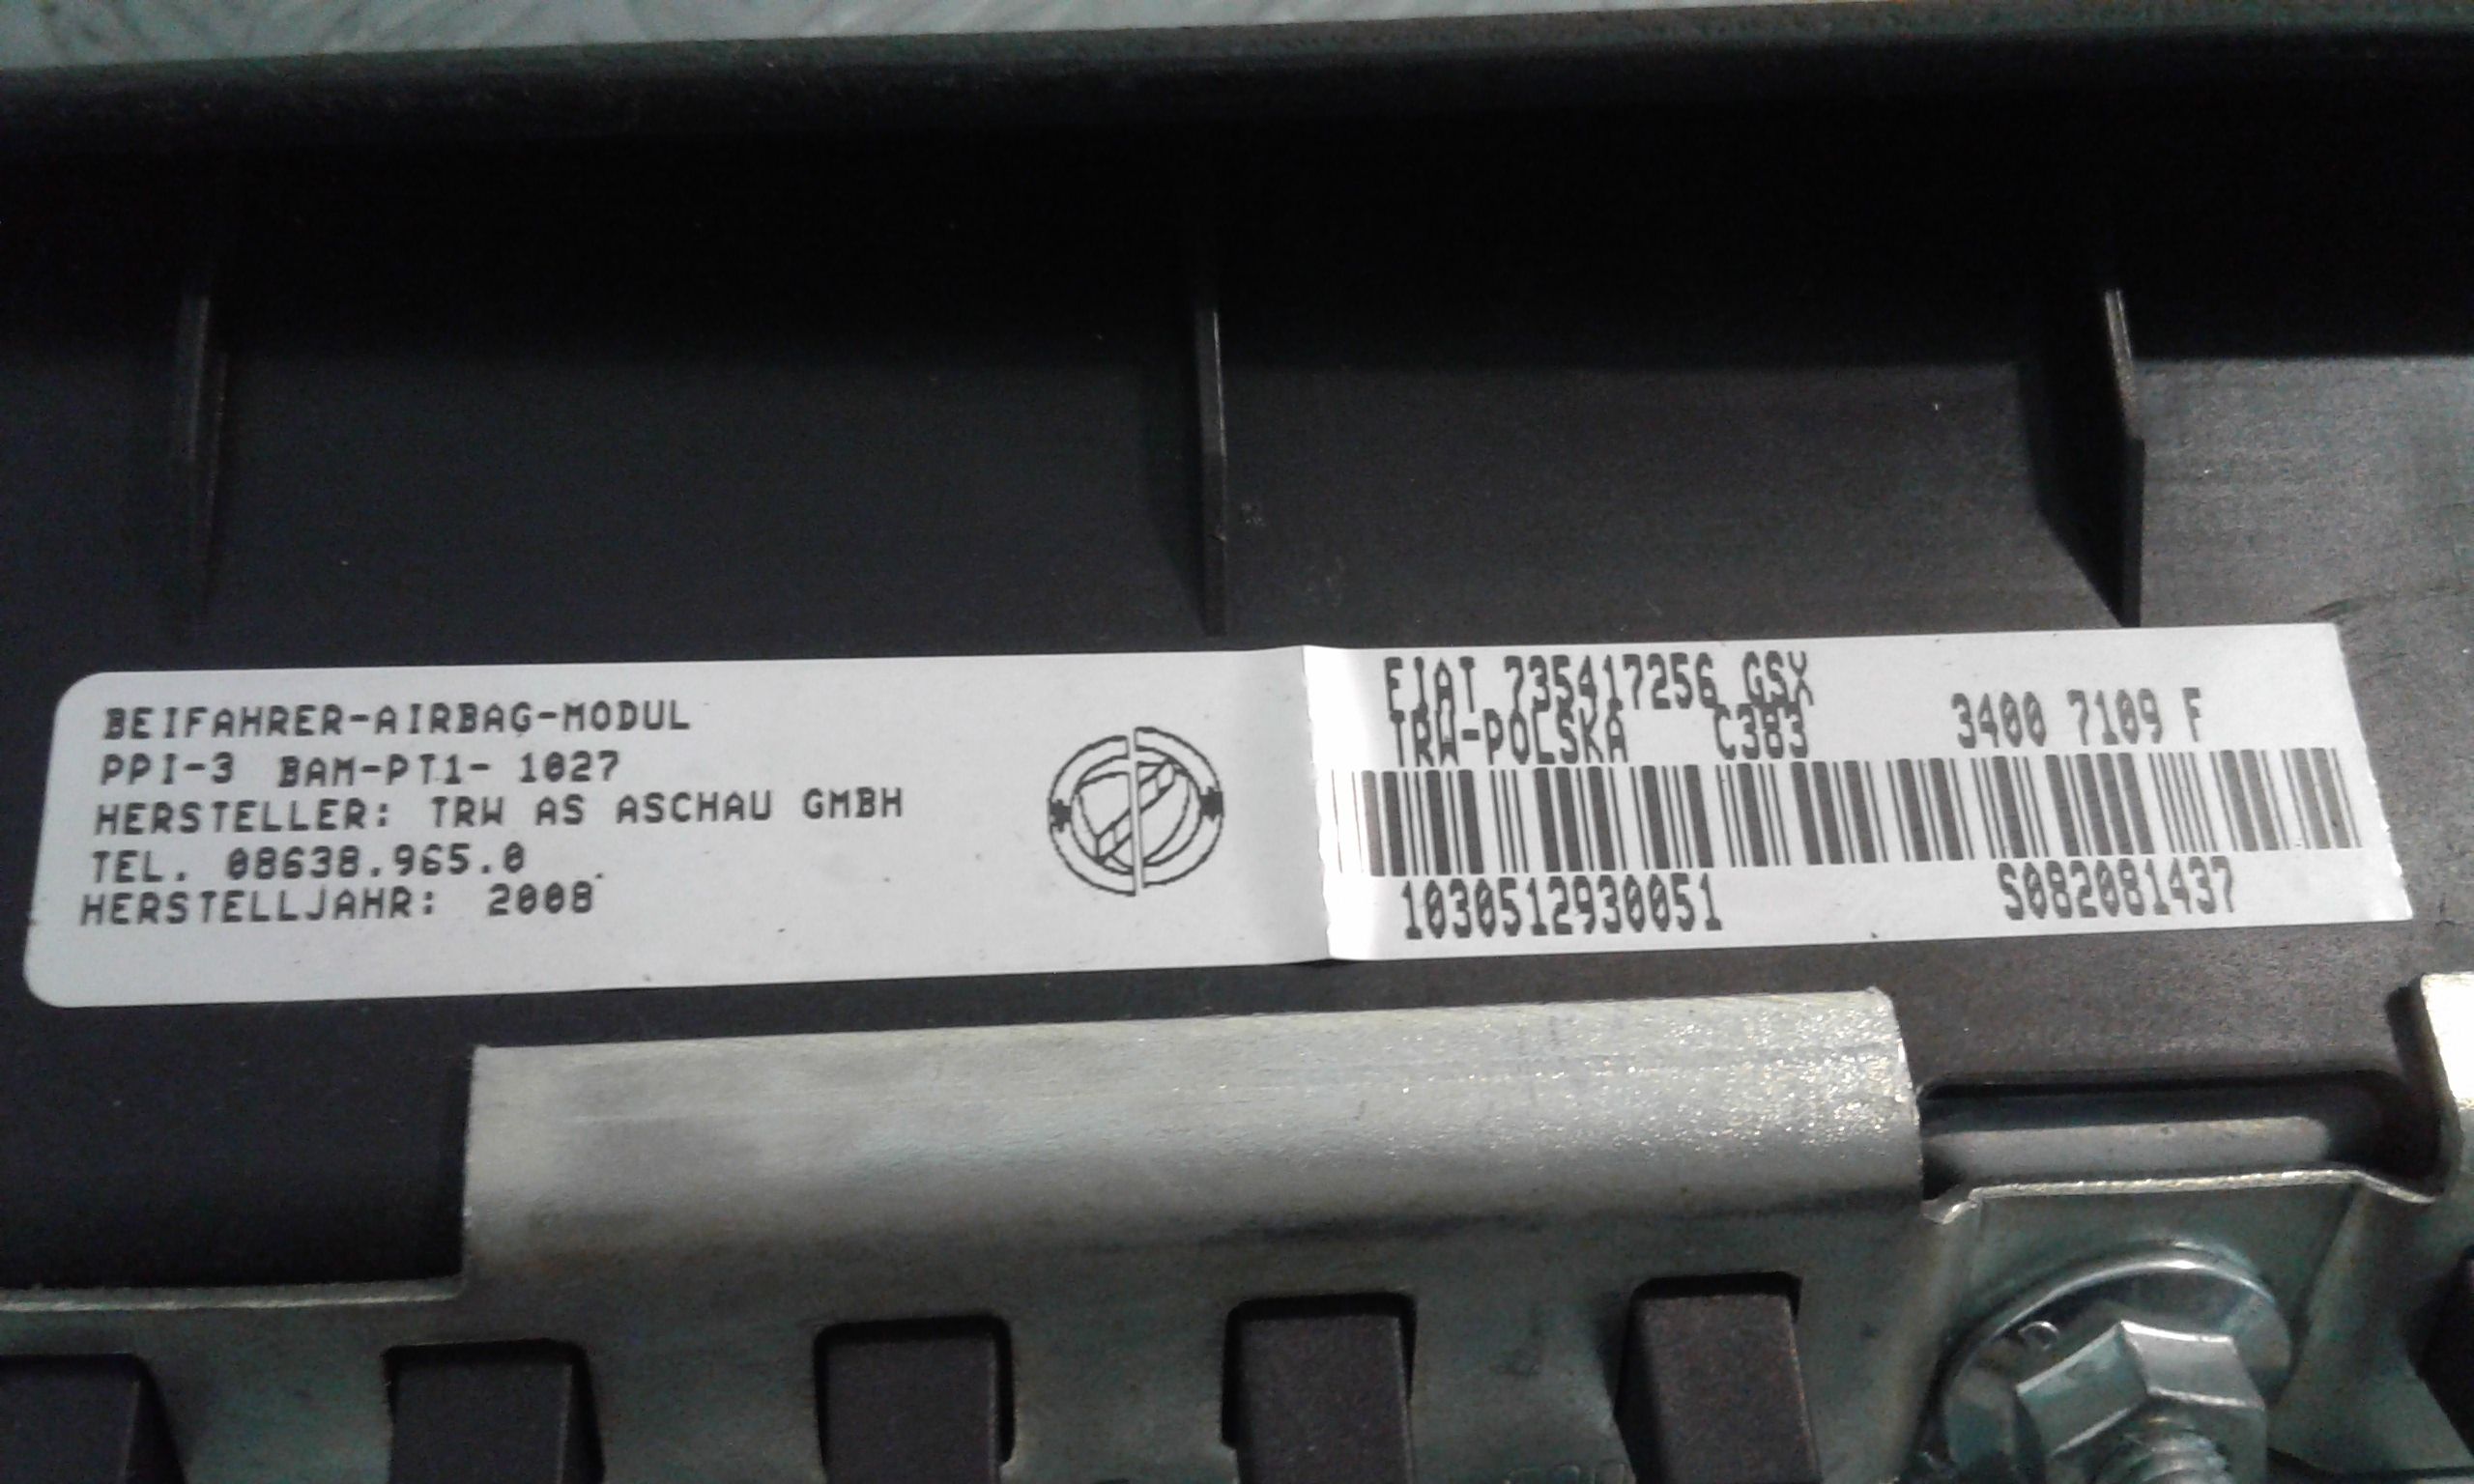 BEIFAHRER-AIRBAG-MODUL
PPI-3 BAM-PT1- 1027
HERSTELLER: TRW AS ASCHAU GMBH
TEL. 08638.965.0
HERSTELLJAHR: 2008
FIAT 735417256 GSX
TRW-POLSKA C383 3400 7109 F
1030512930051 S082081437